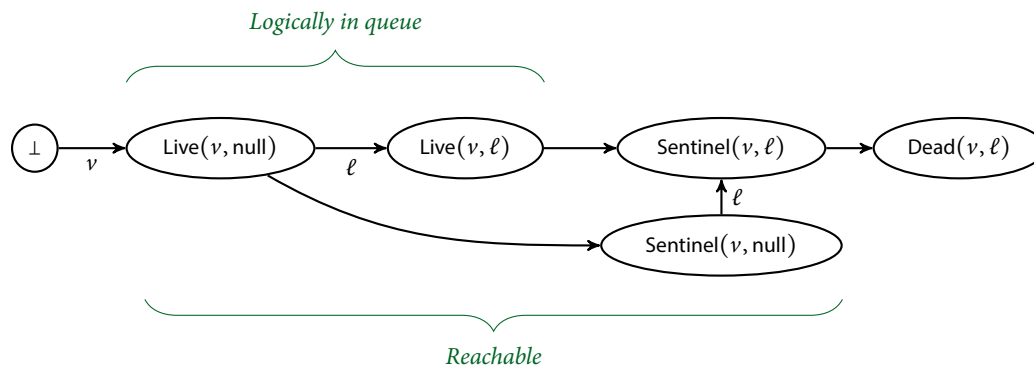 Logically in queue
⊥
v
Live(v, null)
ℓ
Live(v, ℓ)
Sentinel(v, ℓ)
Dead(v, ℓ)
ℓ
Sentinel(v, null)
Reachable